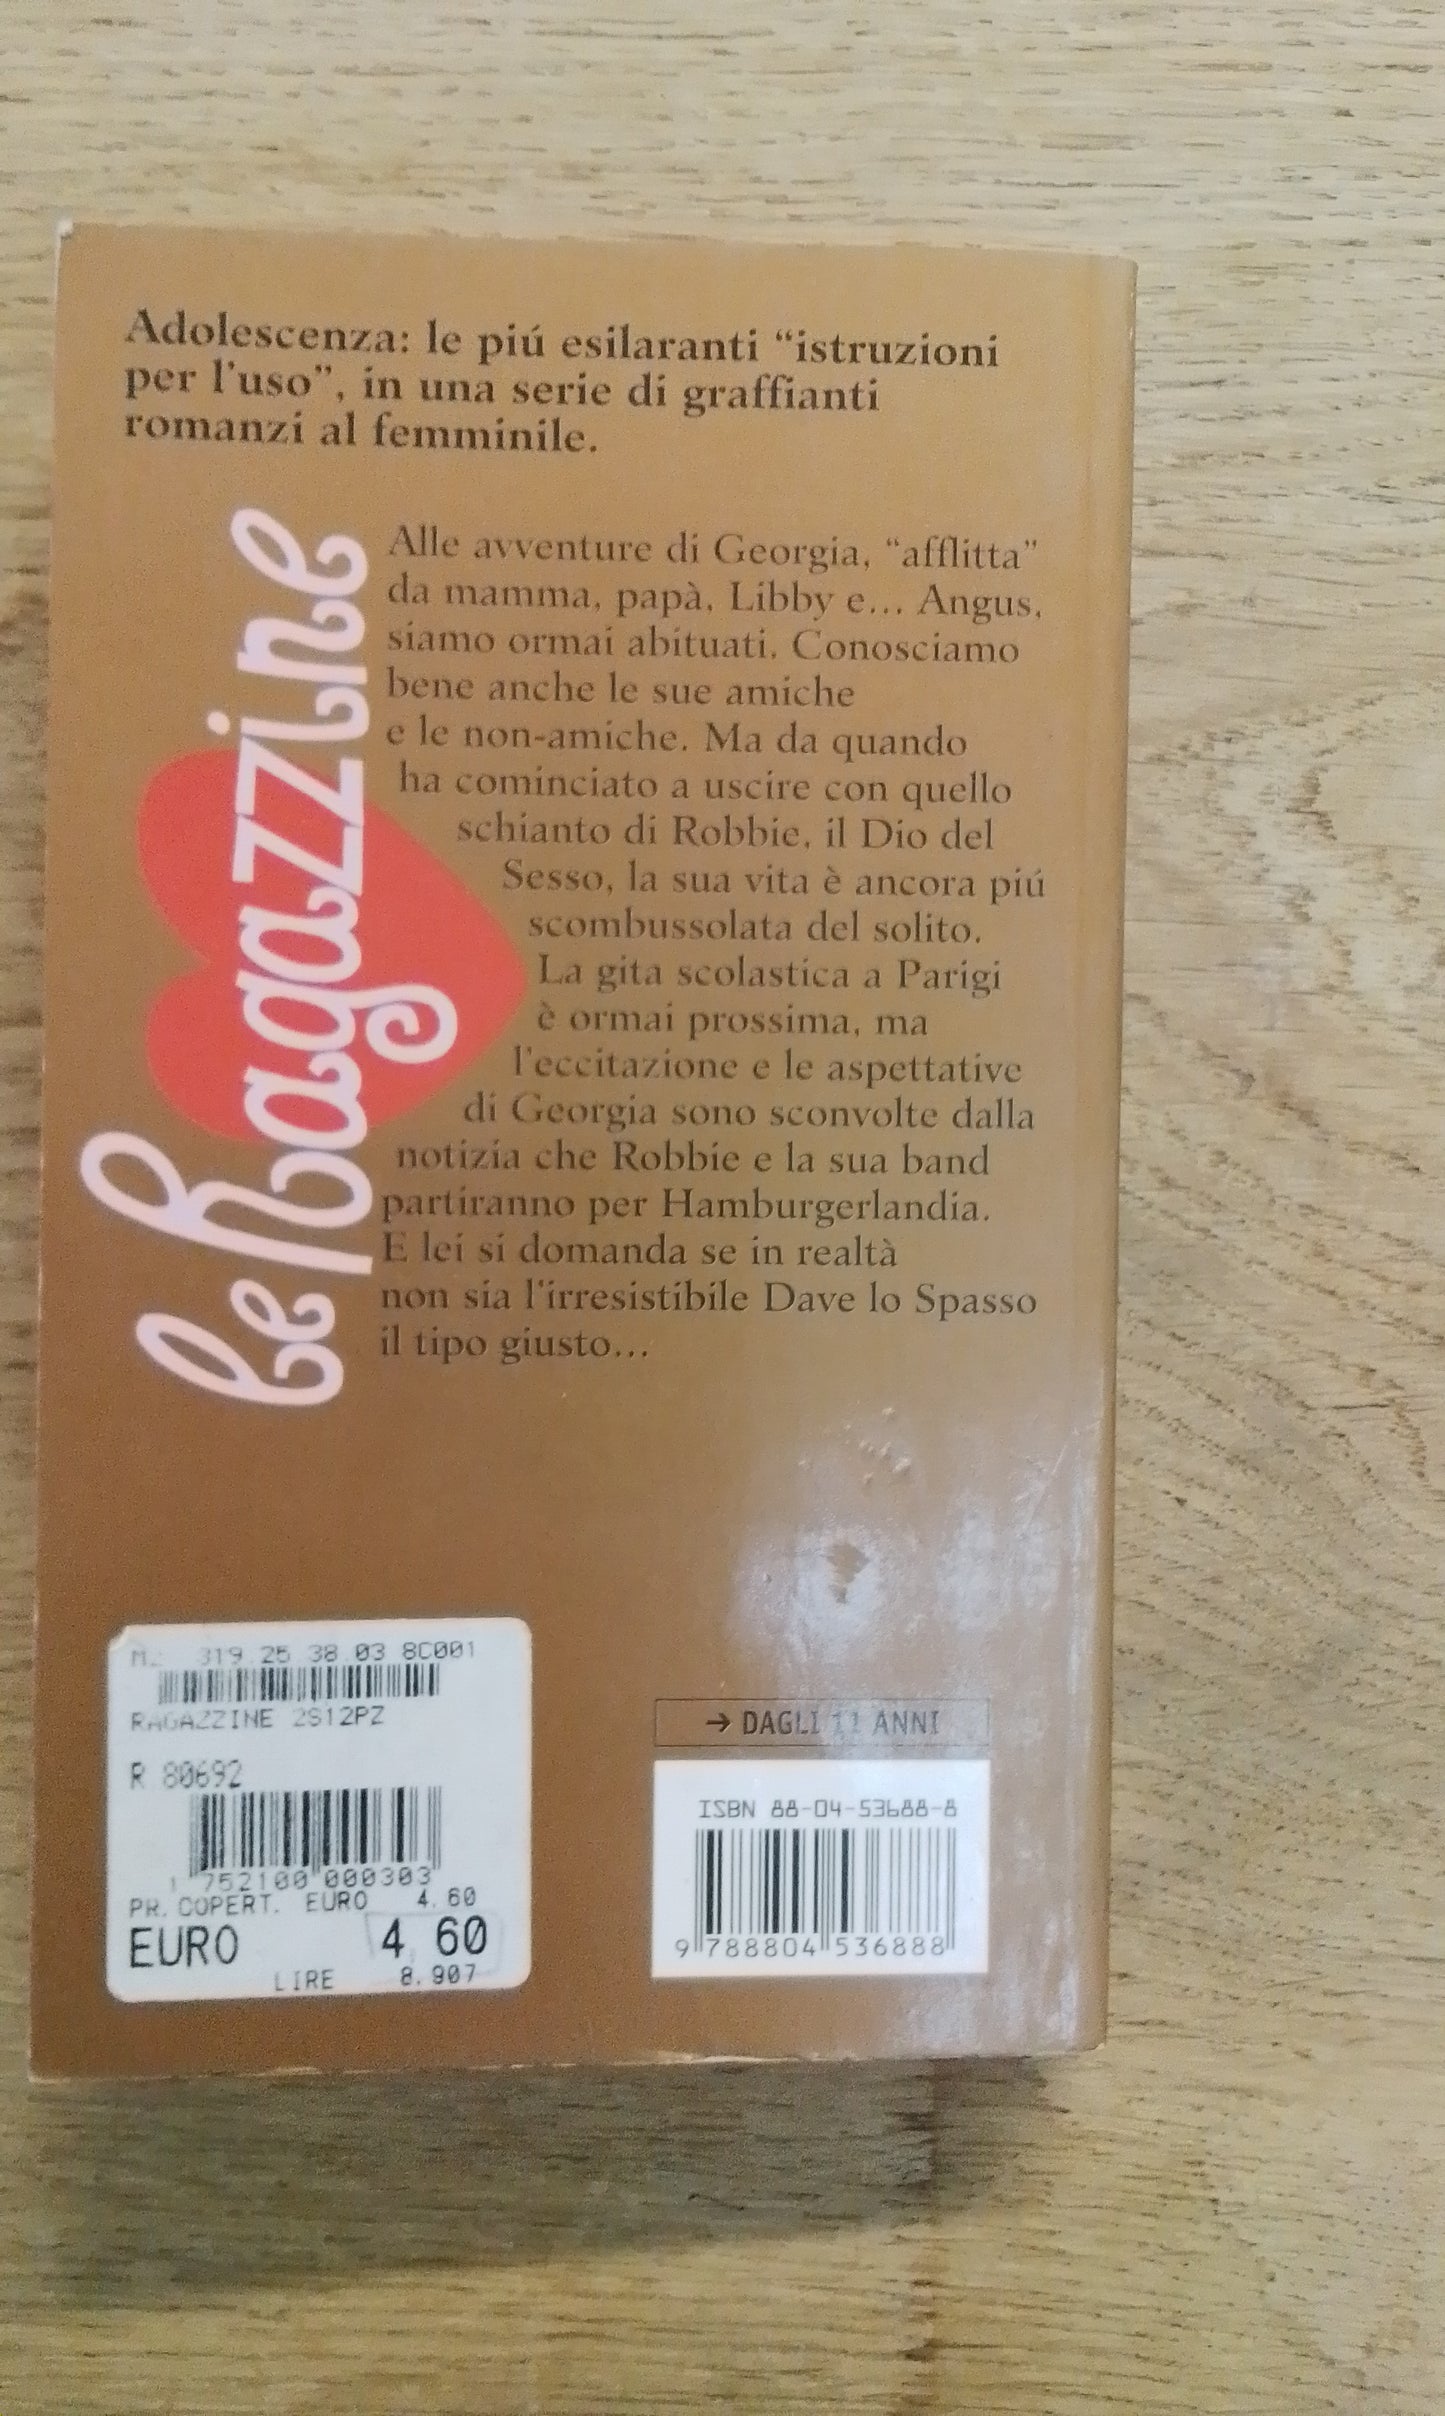 Adolescenza: le piú esilaranti “istruzioni
per l'uso”, in una serie di graffianti
romanzi al femminile.
le Ragazzine
Alle avventure di Georgia, “afflitta”
da mamma, papà, Libby e... Angus,
siamo ormai abituati. Conosciamo
bene anche le sue amiche
e le non-amiche. Ma da quando
ha cominciato a uscire con quello
schianto di Robbie, il Dio del
Sesso, la sua vita è ancora piú
scombussolata del solito.
La gita scolastica a Parigi
è ormai prossima, ma
l'eccitazione e le aspettative
di Georgia sono sconvolte dalla
notizia che Robbie e la sua band
partiranno per Hamburgerlandia.
E lei si domanda se in realtà
non sia l'irresistibile Dave lo Spasso
il tipo giusto...
319 25 38 03 8C001
RAGAZZINE 2S12PZ
R 80692
1 752100 000303
PR. COPERT. EURO 4.60
EURO 4,60
LIRE 8.907
→ DAGLI 11 ANNI
ISBN 88-04-53688-8
9 788804 536888